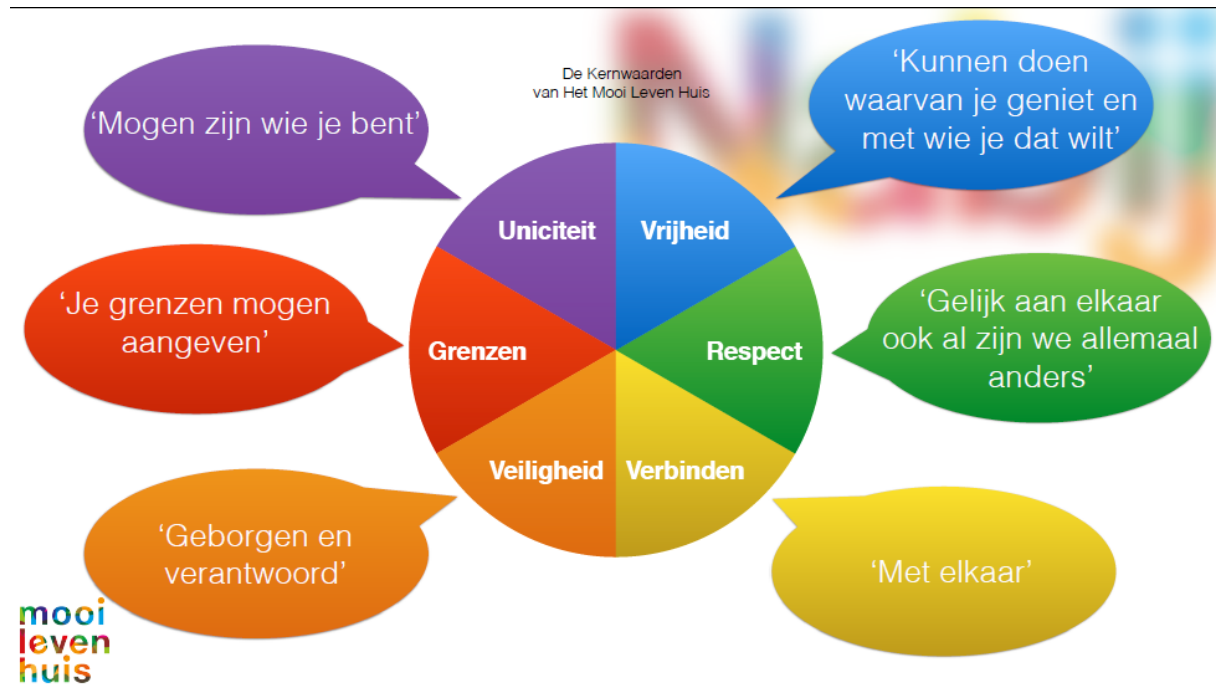 De Kernwaarden
van Het Mooi Leven Huis
‘Mogen zijn wie je bent’
‘Kunnen doen
waarvan je geniet en
met wie je dat wilt’
Uniciteit
Vrijheid
‘Je grenzen mogen
aangeven’
Grenzen
Respect
‘Gelijk aan elkaar
ook al zijn we allemaal
anders’
Veiligheid
Verbinden
‘Geborgen en
verantwoord’
‘Met elkaar’
mooi
leven
huis